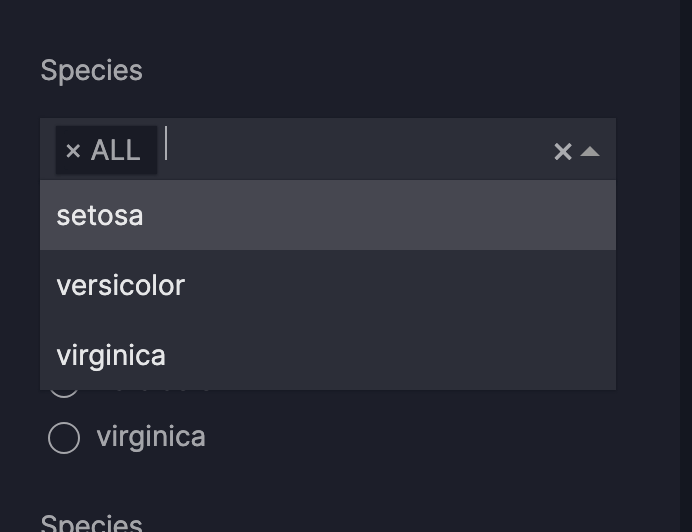 Species
× ALL
setosa
versicolor
virginica
virginica
Species